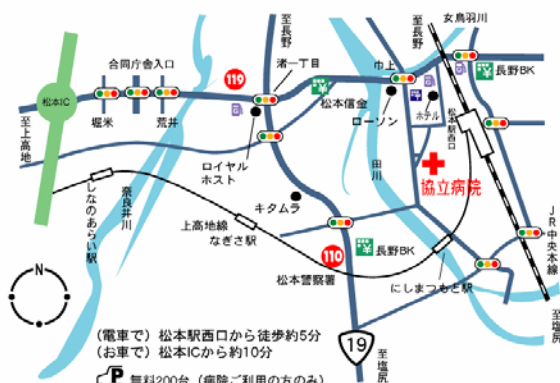 至長野
至長野
女鳥羽川
合同庁舎入口
119
渚一丁目
巾上
長野BK
松本IC
堀米
荒井
松本信金
ローソン
ホテル
松本駅西口
至上高地
ロイヤル
ホスト
田川
協立病院
しなのあらい駅
奈良井川
キタムラ
上高地線
なぎさ駅
110
長野BK
松本警察署
にしまつもと駅
JR中央本線
N
19
至塩尻
至塩尻
(電車で) 松本駅西口から徒歩約5分
(お車で) 松本ICから約10分
P 無料200台 (病院ご利用の方のみ)